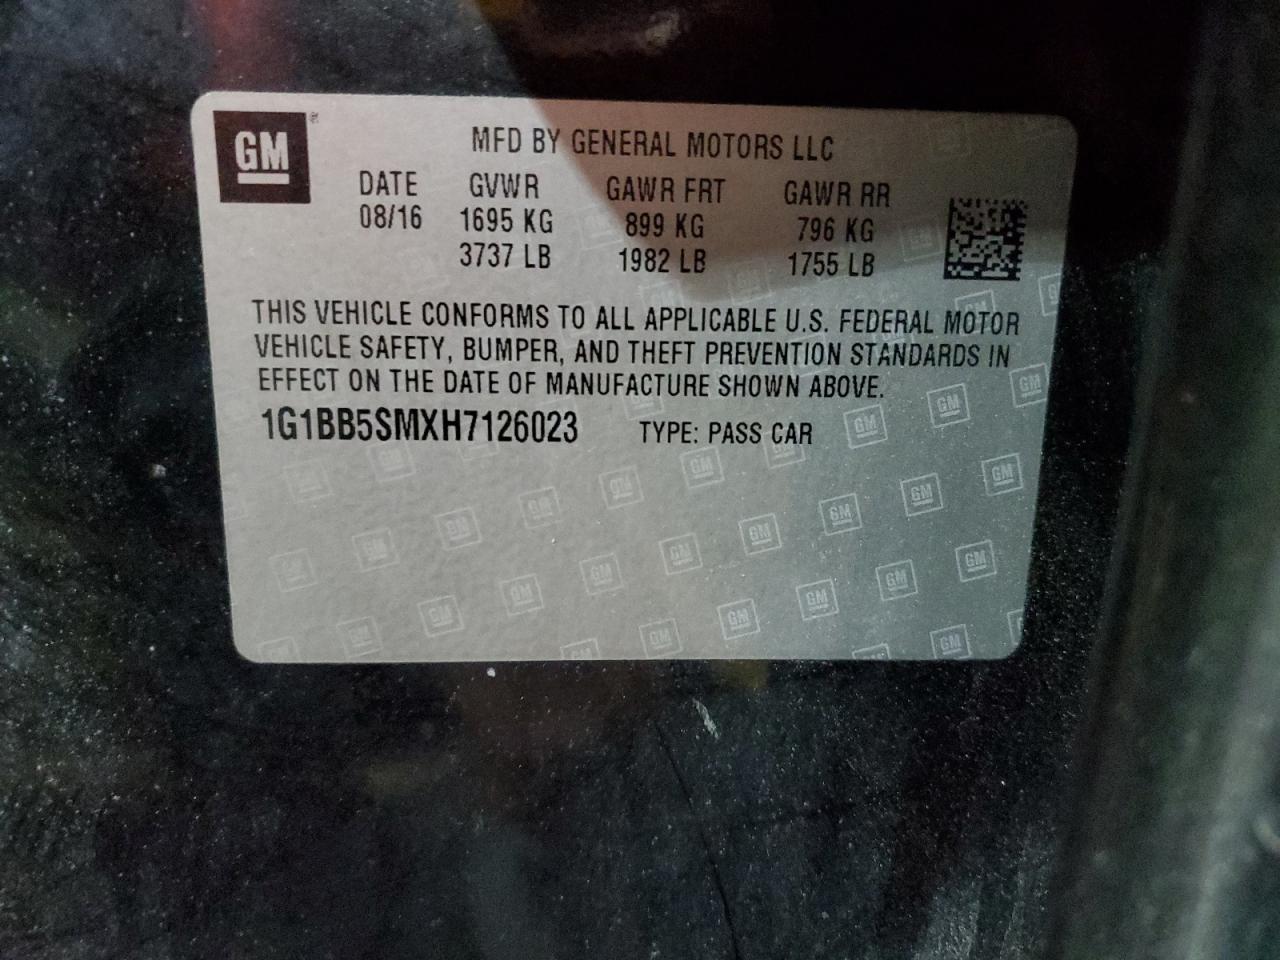 GM
MFD BY GENERAL MOTORS LLC
DATE GVWR GAWR FRT GAWR RR
08/16 1695 KG 899 KG 796 KG
3737 LB 1982 LB 1755 LB
THIS VEHICLE CONFORMS TO ALL APPLICABLE U.S. FEDERAL MOTOR
VEHICLE SAFETY, BUMPER, AND THEFT PREVENTION STANDARDS IN
EFFECT ON THE DATE OF MANUFACTURE SHOWN ABOVE.
1G1BB5SMXH7126023 TYPE: PASS CAR